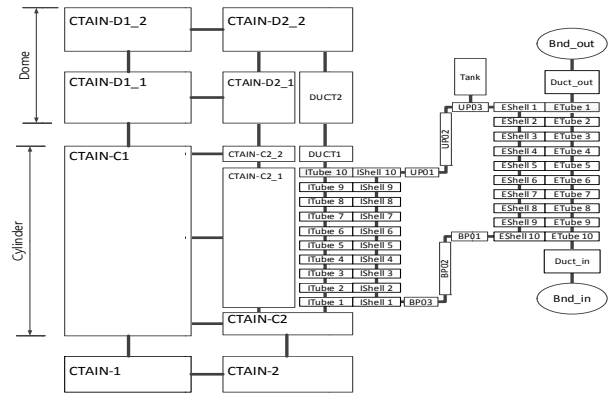 CTAIN-D1_2
CTAIN-D2_2
Dome
CTAIN-D1_1
CTAIN-D2_1
DUCT2
Cylinder
CTAIN-C1
CTAIN-C2_2
DUCT1
CTAIN-C2_1
ITube 10 IShell 10
ITube 9 IShell 9
ITube 8 IShell 8
ITube 7 IShell 7
ITube 6 IShell 6
ITube 5 IShell 5
ITube 4 IShell 4
ITube 3 IShell 3
ITube 2 IShell 2
ITube 1 IShell 1
CTAIN-C2
CTAIN-1
CTAIN-2
UP01
UP02
UP03
Tank
BP03
BP02
BP01
Bnd_out
Duct_out
EShell 1 ETube 1
EShell 2 ETube 2
EShell 3 ETube 3
EShell 4 ETube 4
EShell 5 ETube 5
EShell 6 ETube 6
EShell 7 ETube 7
EShell 8 ETube 8
EShell 9 ETube 9
EShell 10 ETube 10
Duct_in
Bnd_in